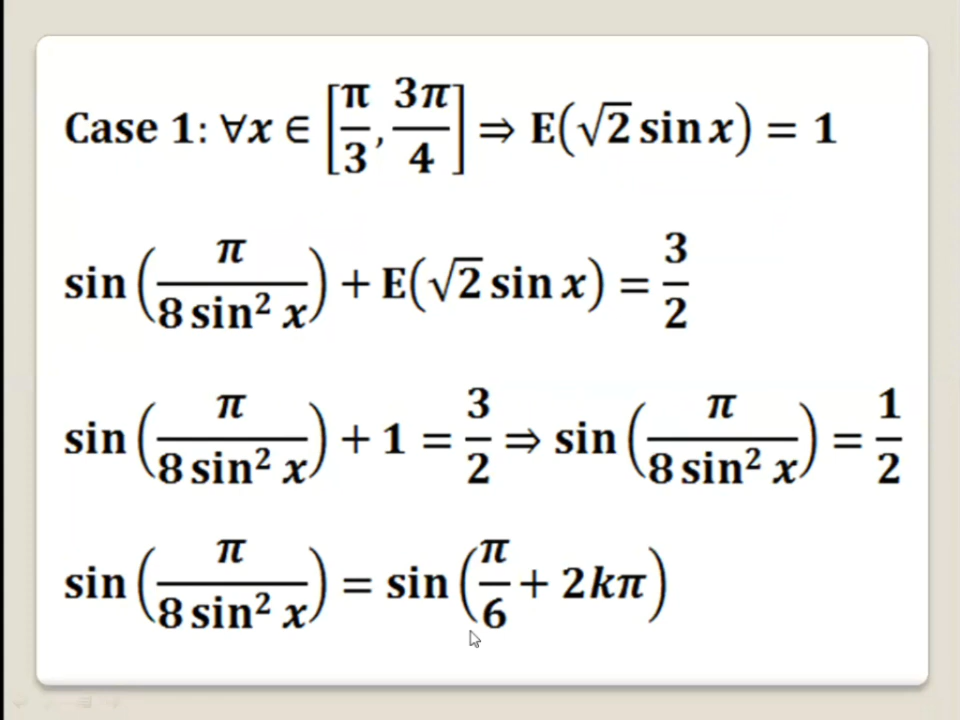 Case 1: ∀x ∈ [π/3, 3π/4] ⇒ E(√2 sin x) = 1
sin(π/(8 sin² x)) + E(√2 sin x) = 3/2
sin(π/(8 sin² x)) + 1 = 3/2 ⇒ sin(π/(8 sin² x)) = 1/2
sin(π/(8 sin² x)) = sin(π/6 + 2kπ)